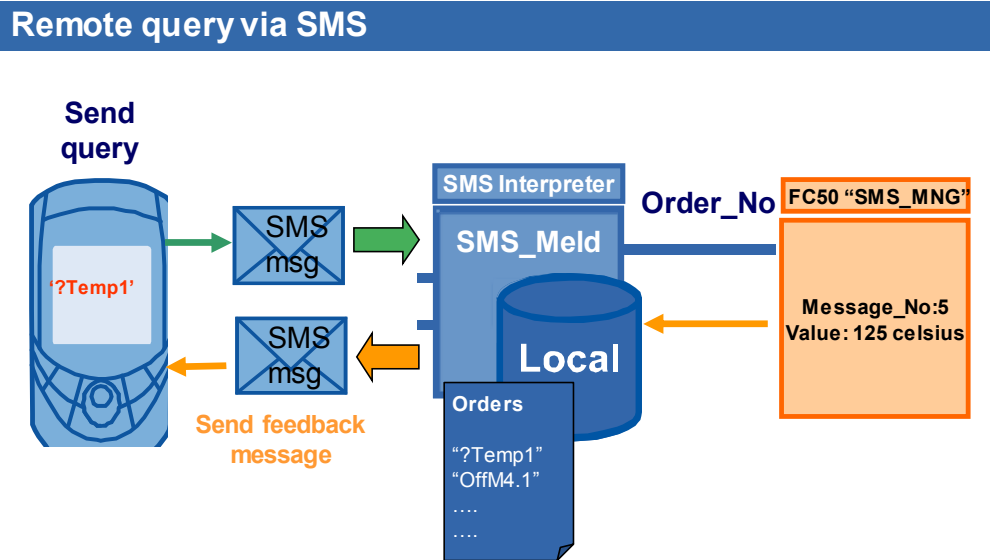 Remote query via SMS
Send
query
'?Temp1'
SMS
msg
SMS
msg
Send feedback
message
SMS Interpreter
SMS_Meld
Local
Orders
“?Temp1”
“OffM4.1”
….
….
Order_No
FC50 “SMS_MNG”
Message_No:5
Value: 125 celsius